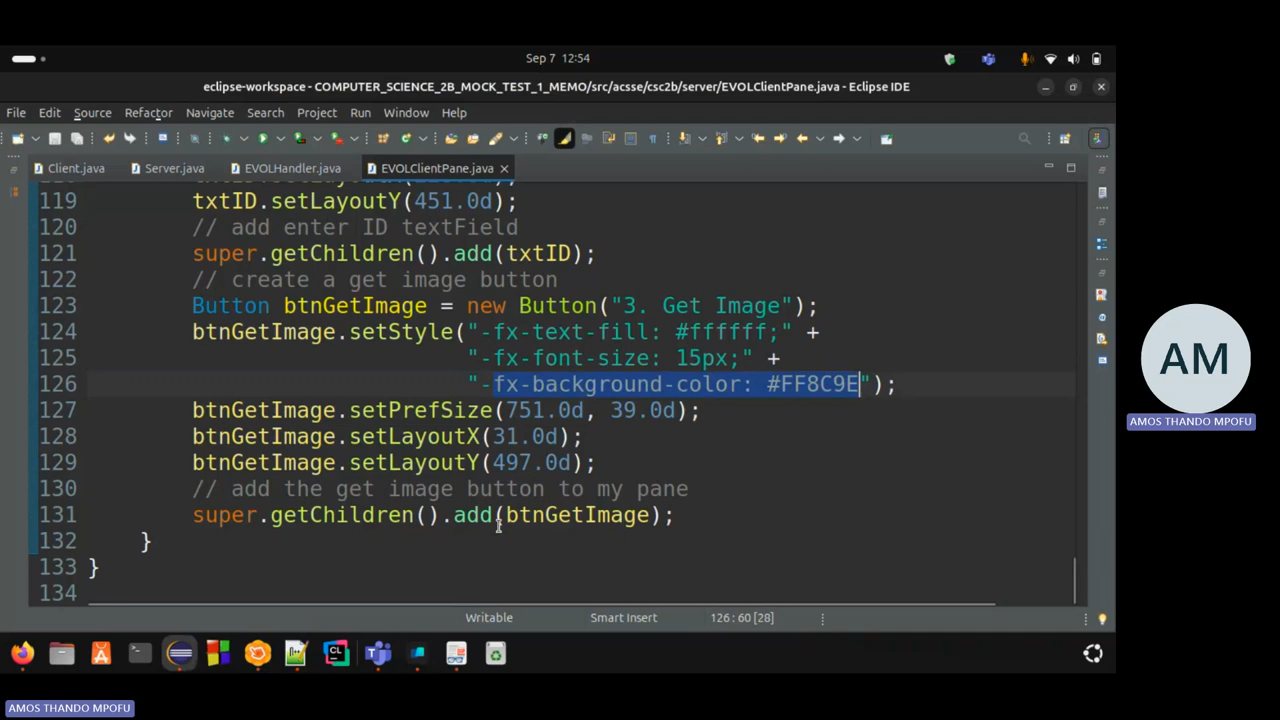 Sep 7 12:54
eclipse-workspace - COMPUTER_SCIENCE_2B_MOCK_TEST_1_MEMO/src/acsse/csc2b/server/EVOLClientPane.java - Eclipse IDE
File Edit Source Refactor Navigate Search Project Run Window Help
Client.java Server.java EVOLHandler.java EVOLClientPane.java
119 txtID.setLayoutY(451.0d);
120 // add enter ID textField
121 super.getChildren().add(txtID);
122 // create a get image button
123 Button btnGetImage = new Button("3. Get Image");
124 btnGetImage.setStyle("-fx-text-fill: #ffffff;" +
125 "-fx-font-size: 15px;" +
126 "-fx-background-color: #FF8C9E");
127 btnGetImage.setPrefSize(751.0d, 39.0d);
128 btnGetImage.setLayoutX(31.0d);
129 btnGetImage.setLayoutY(497.0d);
130 // add the get image button to my pane
131 super.getChildren().add(btnGetImage);
132 }
133 }
134
Writable Smart Insert 126 : 60 [28]
CL
AM
AMOS THANDO MPOFU
AMOS THANDO MPOFU